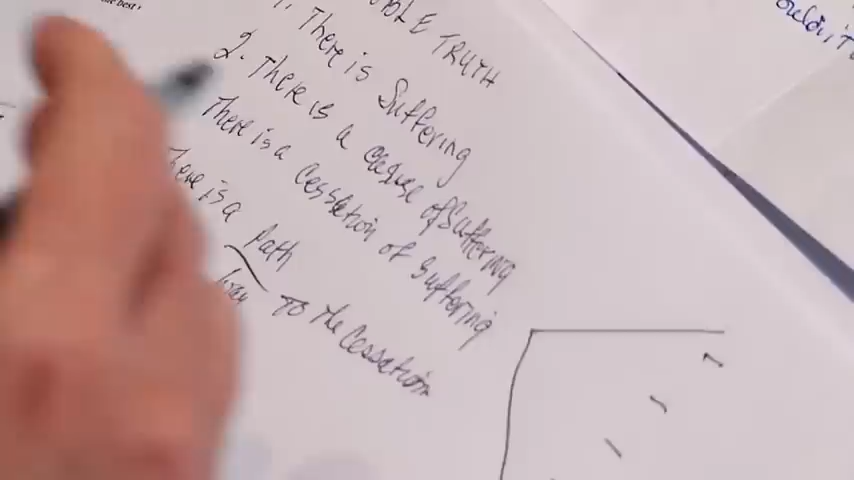 TRUTH
1. There is Suffering
2. There is a cause of Suffering
There is a Cessation of Suffering
There is a Path
To the Cessation